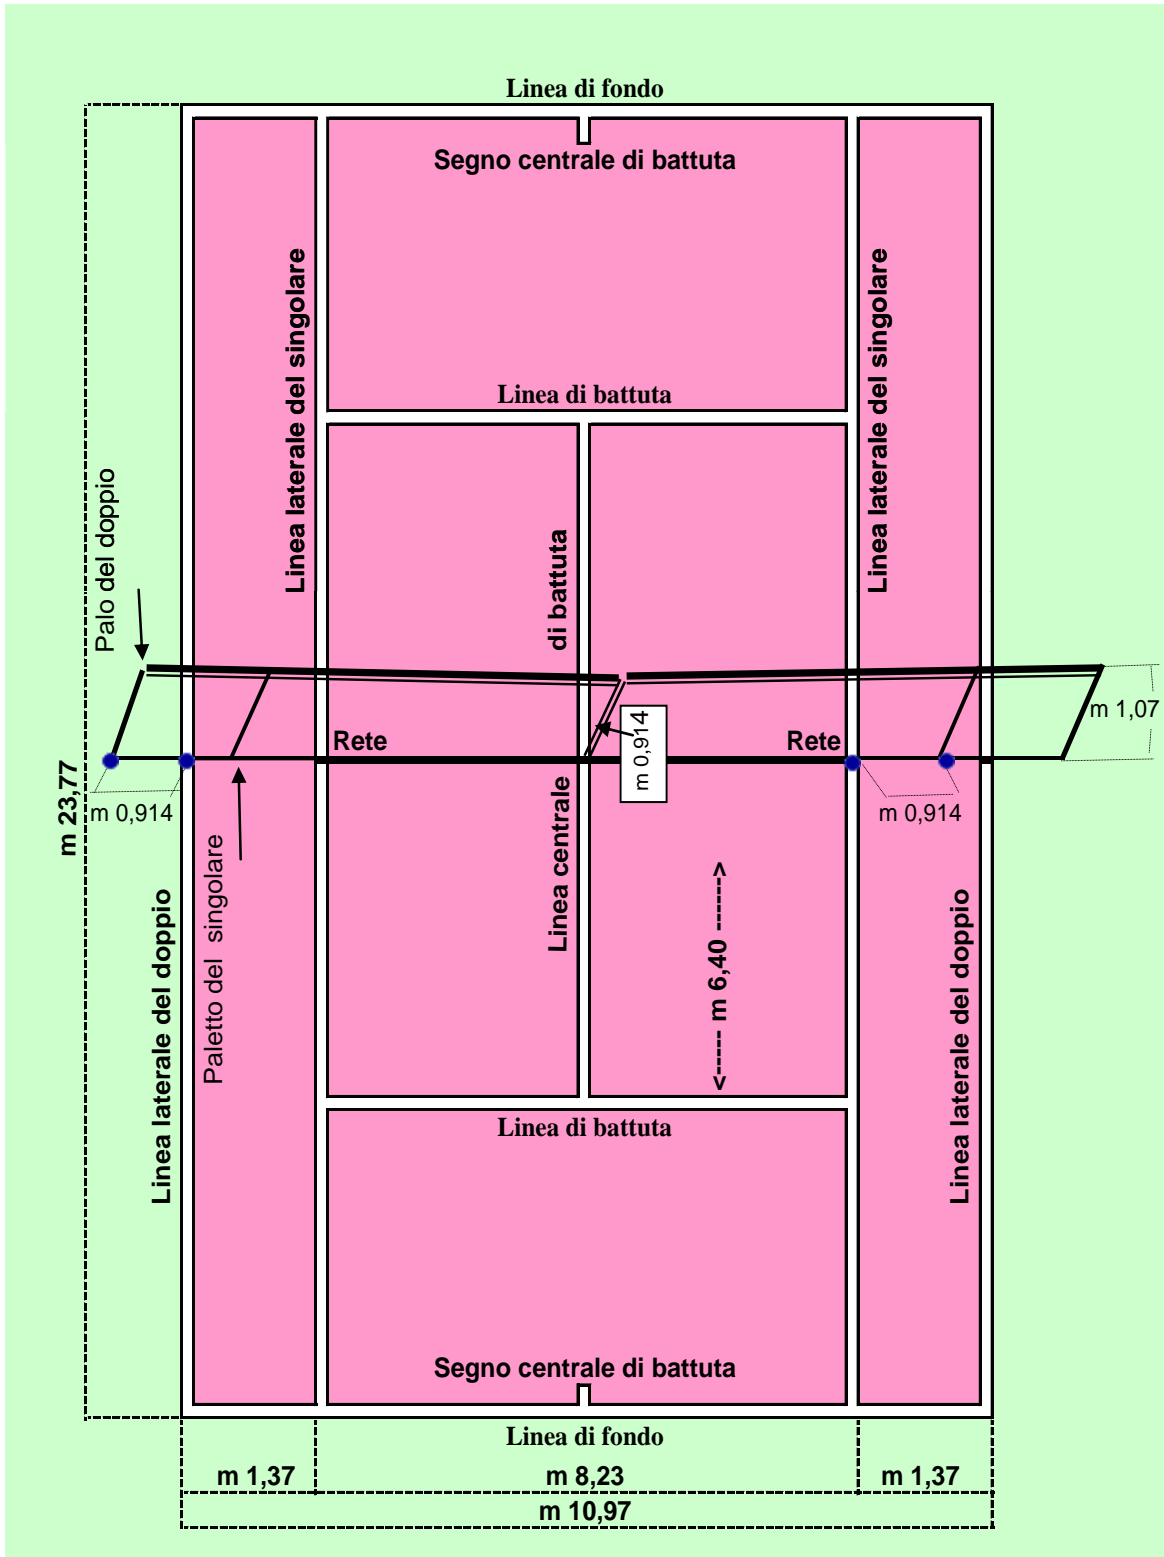 Linea di fondo
Segno centrale di battuta
Linea laterale del singolare
Linea laterale del singolare
Linea di battuta
Palo del doppio
di battuta
m 1,07
m 0,914
Rete
Rete
m 23,77
m 0,914
m 0,914
Linea centrale
Paletto del singolare
m 6,40
Linea laterale del doppio
Linea laterale del doppio
Linea di battuta
Segno centrale di battuta
Linea di fondo
m 1,37
m 8,23
m 1,37
m 10,97